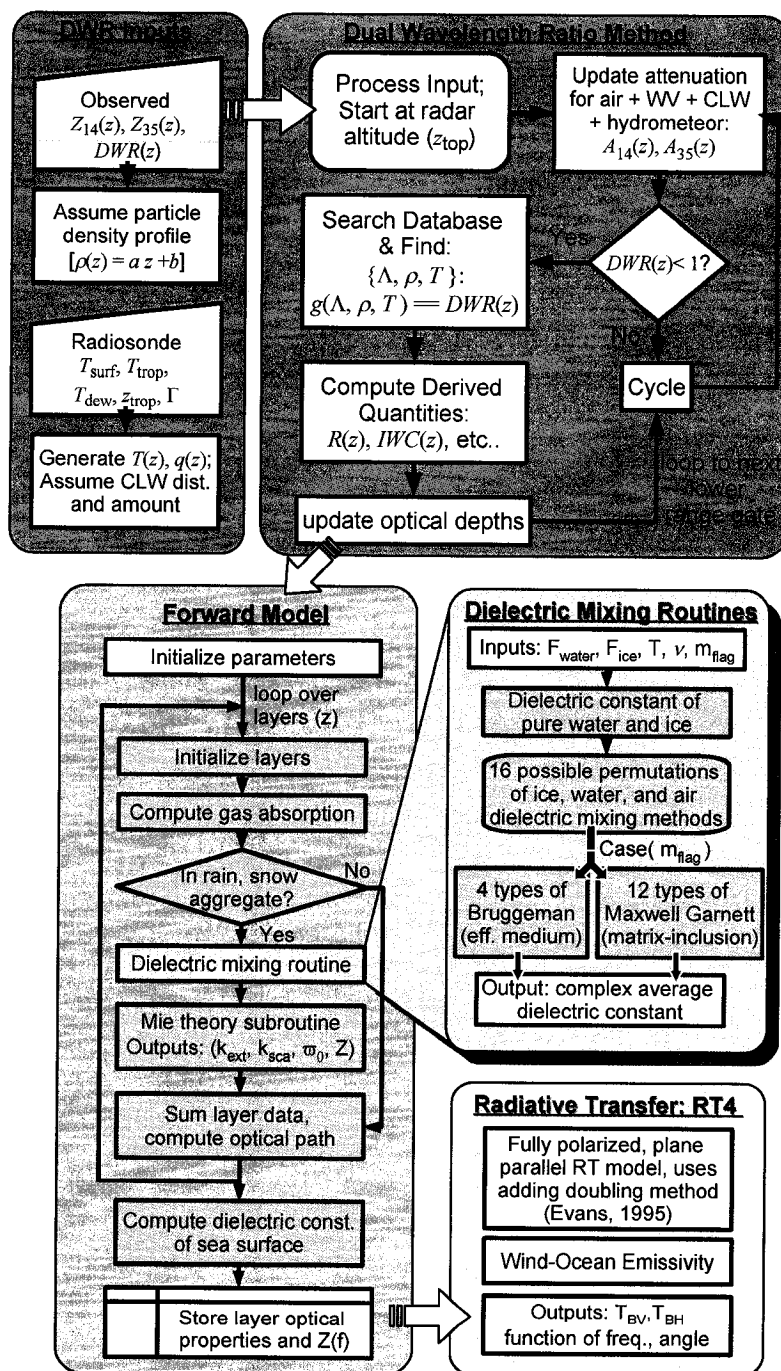 DWR Inputs
Observed
Z14(z), Z35(z),
DWR(z)
Assume particle
density profile
[ρ(z) = a z +b]
Radiosonde
Tsurf, Ttrop,
Tdew, ztrop, Γ
Generate T(z), q(z);
Assume CLW dist.
and amount
Dual Wavelength Ratio Method
Process Input;
Start at radar
altitude (ztop)
Update attenuation
for air + WV + CLW
+ hydrometeor:
A14(z), A35(z)
DWR(z)< 1?
Yes
No
Search Database
& Find:
{Λ, ρ, T }:
g(Λ, ρ, T ) == DWR(z)
Compute Derived
Quantities:
R(z), IWC(z), etc..
update optical depths
Cycle
loop to next
lower
range gate
Forward Model
Initialize parameters
loop over
layers (z)
Initialize layers
Compute gas absorption
In rain, snow
aggregate?
No
Yes
Dielectric mixing routine
Mie theory subroutine
Outputs: (kext, ksca, ϖ0, Z)
Sum layer data,
compute optical path
Compute dielectric const.
of sea surface
Store layer optical
properties and Z(f)
Dielectric Mixing Routines
Inputs: Fwater, Fice, T, ν, mflag
Dielectric constant of
pure water and ice
16 possible permutations
of ice, water, and air
dielectric mixing methods
Case( mflag )
4 types of
Bruggeman
(eff. medium)
12 types of
Maxwell Garnett
(matrix-inclusion)
Output: complex average
dielectric constant
Radiative Transfer: RT4
Fully polarized, plane
parallel RT model, uses
adding doubling method
(Evans, 1995)
Wind-Ocean Emissivity
Outputs: TBV,TBH
function of freq., angle